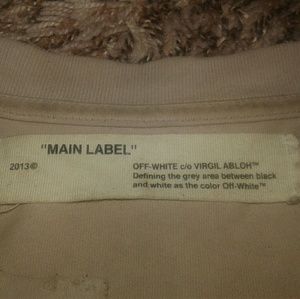 "MAIN LABEL"
2013©
OFF-WHITE c/o VIRGIL ABLOH™
Defining the grey area between black
and white as the color Off-White™